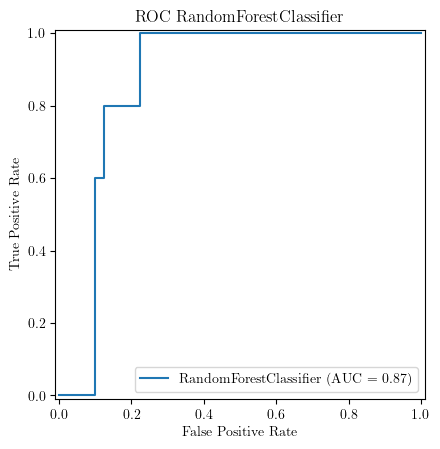 ROC RandomForestClassifier
1.0
0.8
0.6
0.4
0.2
0.0
True Positive Rate
RandomForestClassifier (AUC = 0.87)
0.0 0.2 0.4 0.6 0.8 1.0
False Positive Rate